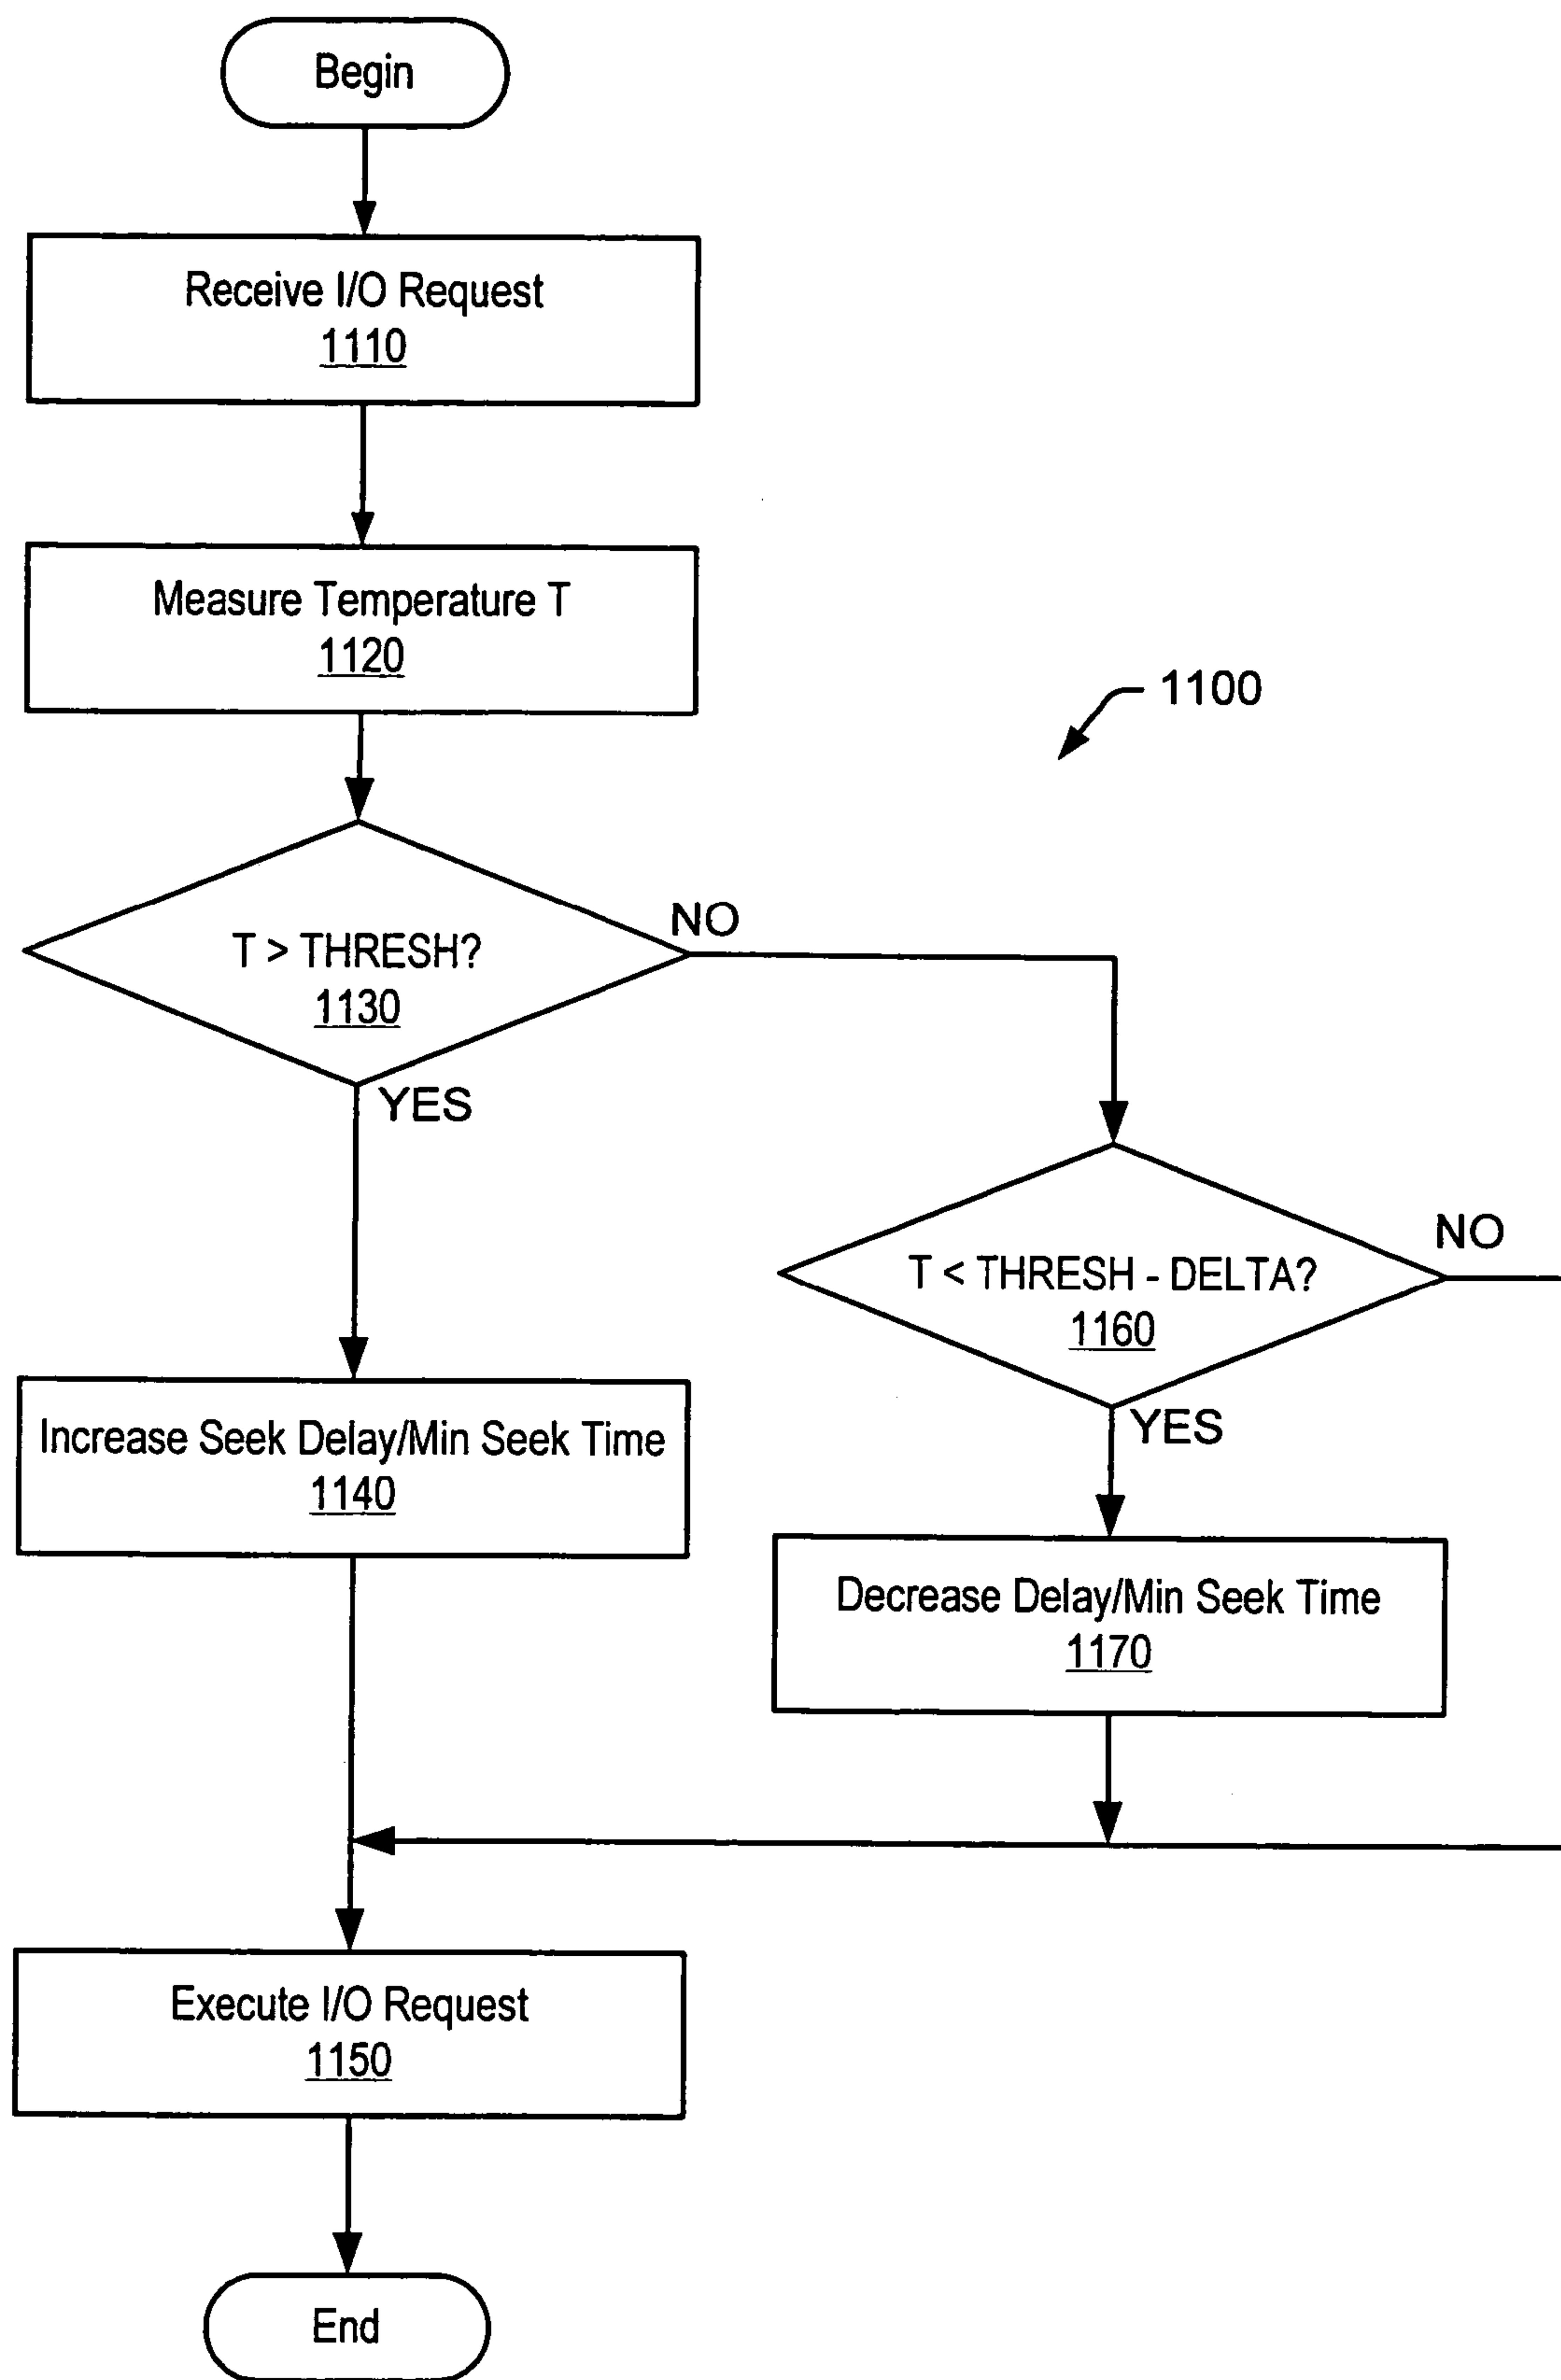 Begin
Receive I/O Request
1110
Measure Temperature T
1120
1100
T > THRESH?
1130
NO
YES
T < THRESH - DELTA?
1160
NO
YES
Increase Seek Delay/Min Seek Time
1140
Decrease Delay/Min Seek Time
1170
Execute I/O Request
1150
End